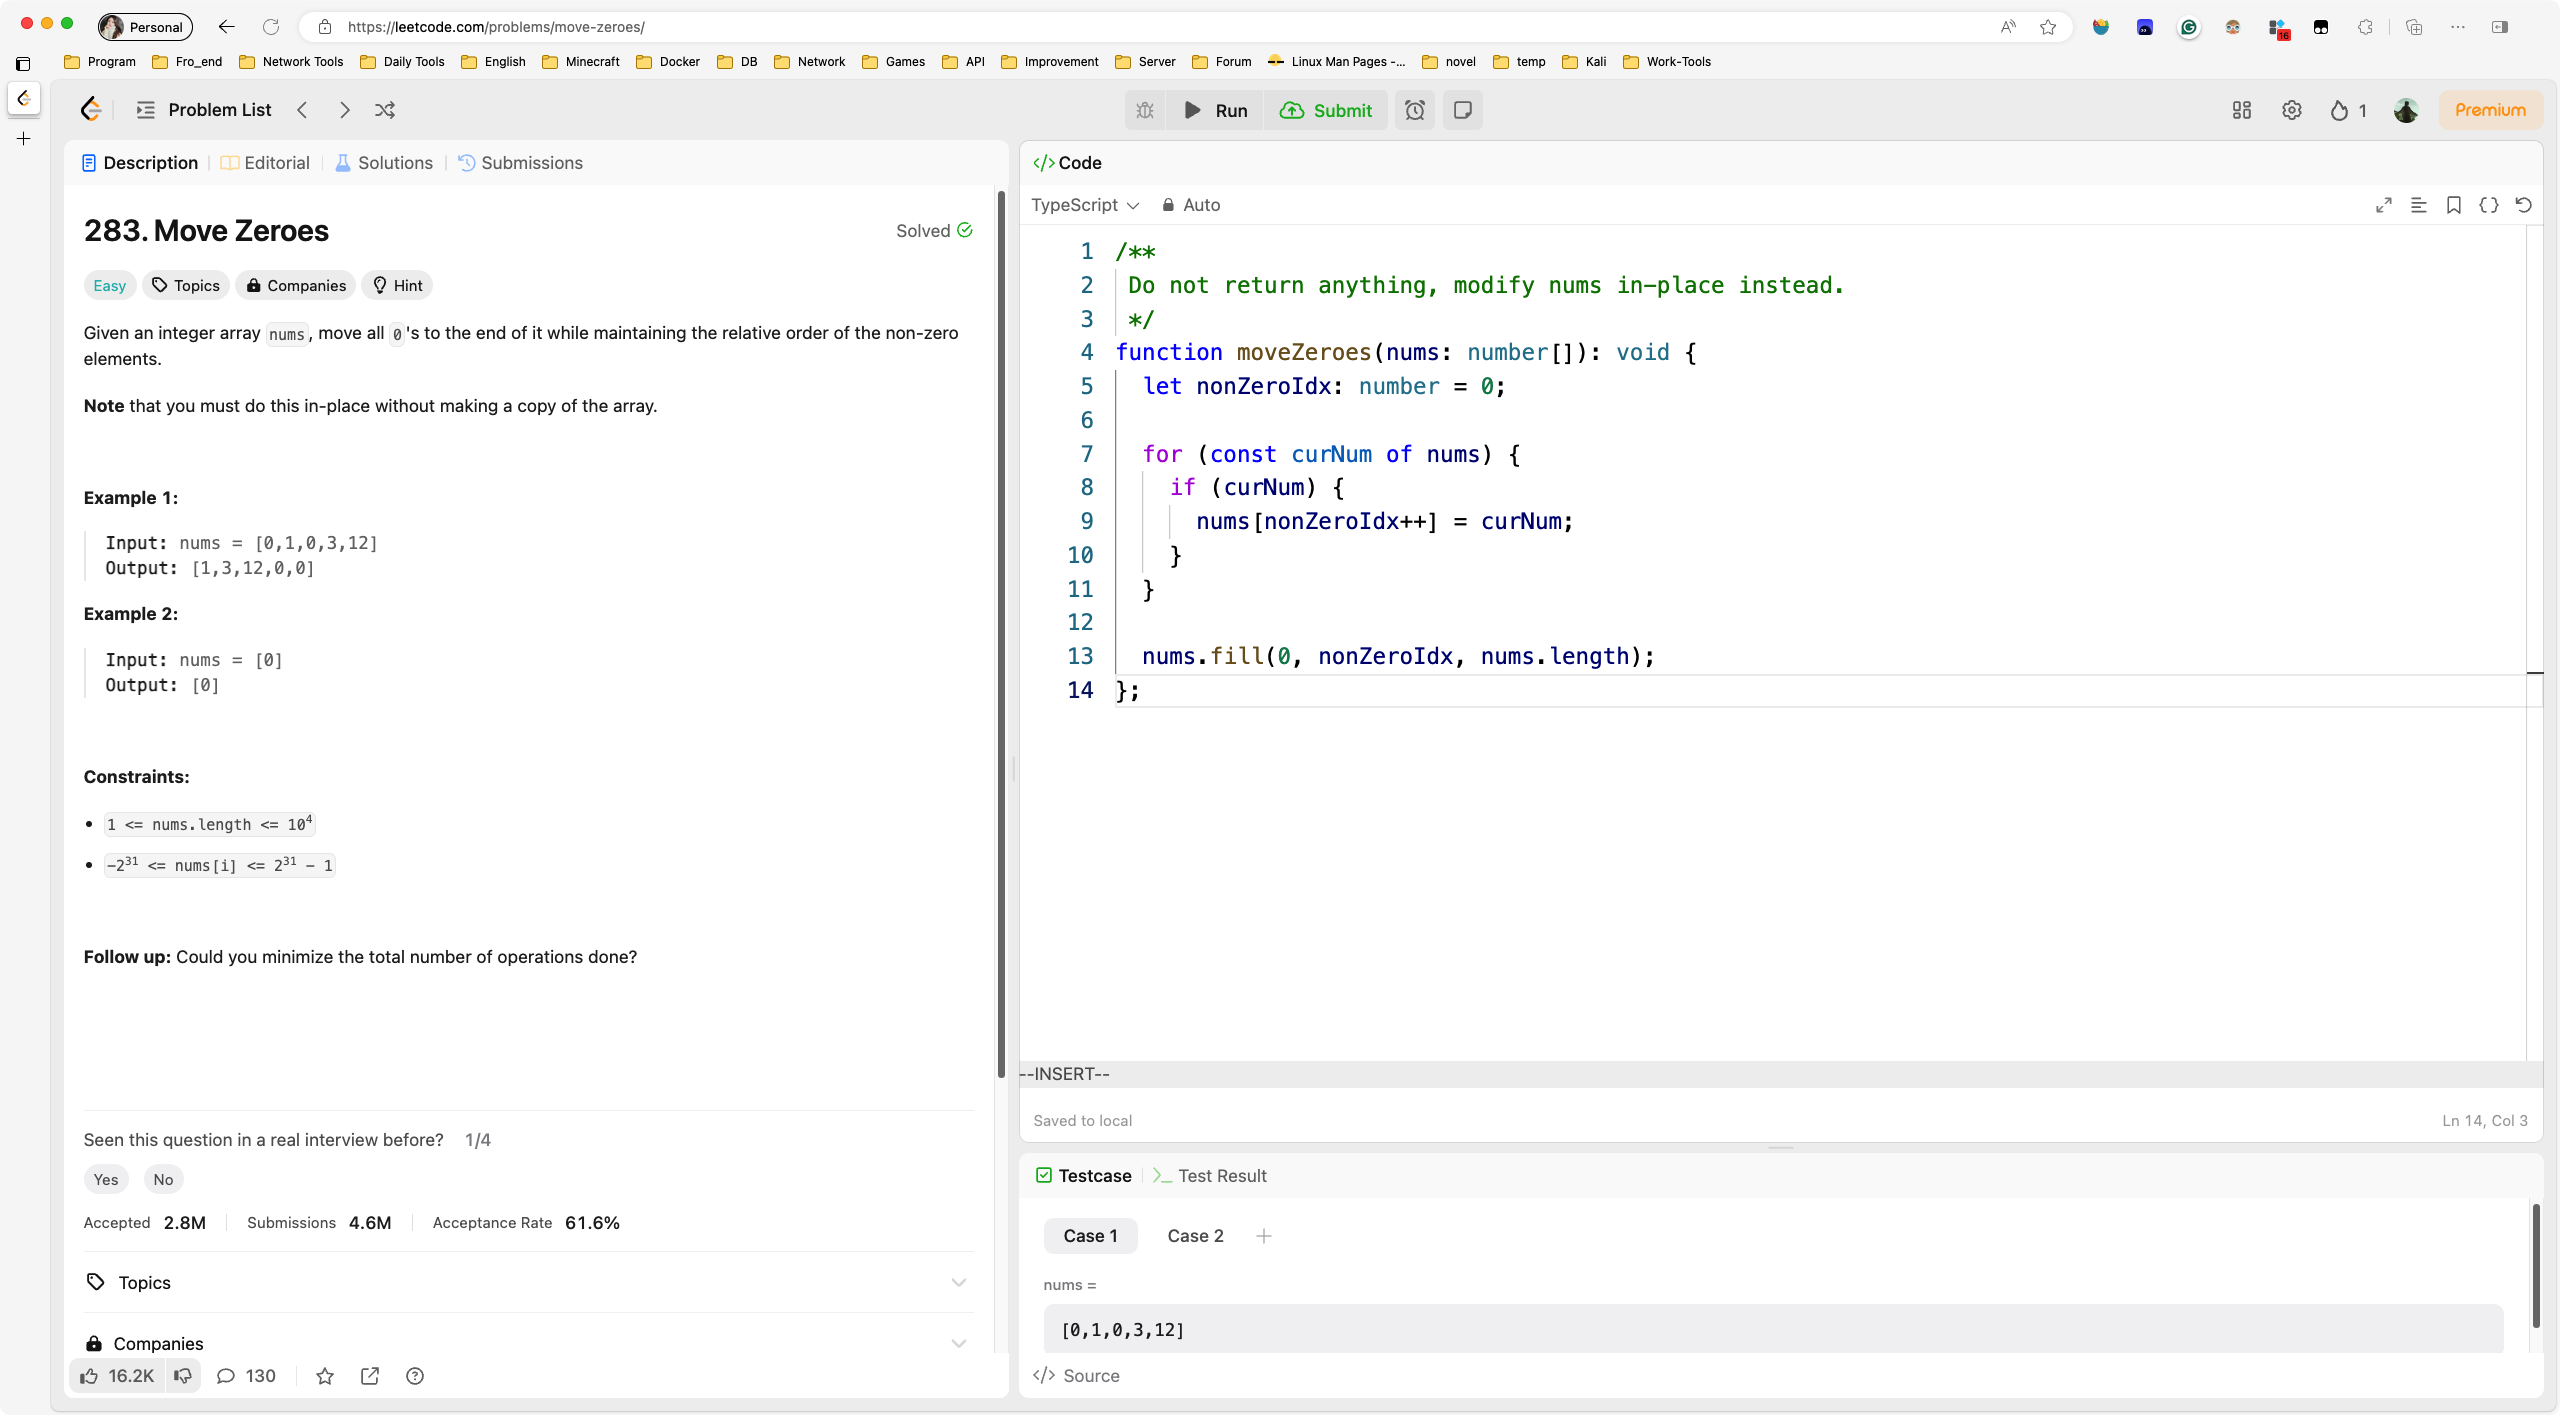 Personal
https://leetcode.com/problems/move-zeroes/
16
Program Fro_end Network Tools Daily Tools English Minecraft Docker DB Network Games API Improvement Server Forum Linux Man Pages -... novel temp Kali Work-Tools
Problem List
Run
Submit
1
Premium
Description Editorial Solutions Submissions
283. Move Zeroes
Solved
Easy Topics Companies Hint
Given an integer array nums, move all 0's to the end of it while maintaining the relative order of the non-zero
elements.
Note that you must do this in-place without making a copy of the array.
Example 1:
Input: nums = [0,1,0,3,12]
Output: [1,3,12,0,0]
Example 2:
Input: nums = [0]
Output: [0]
Constraints:
• 1 <= nums.length <= 10⁴
• -2³¹ <= nums[i] <= 2³¹ - 1
Follow up: Could you minimize the total number of operations done?
Seen this question in a real interview before? 1/4
Yes No
Accepted 2.8M Submissions 4.6M Acceptance Rate 61.6%
Topics
Companies
16.2K 130
</> Code
TypeScript Auto
1 /**
2 Do not return anything, modify nums in-place instead.
3 */
4 function moveZeroes(nums: number[]): void {
5 let nonZeroIdx: number = 0;
6
7 for (const curNum of nums) {
8 if (curNum) {
9 nums[nonZeroIdx++] = curNum;
10 }
11 }
12
13 nums.fill(0, nonZeroIdx, nums.length);
14 };
--INSERT--
Saved to local
Ln 14, Col 3
Testcase >_ Test Result
Case 1 Case 2 +
nums =
[0,1,0,3,12]
</> Source